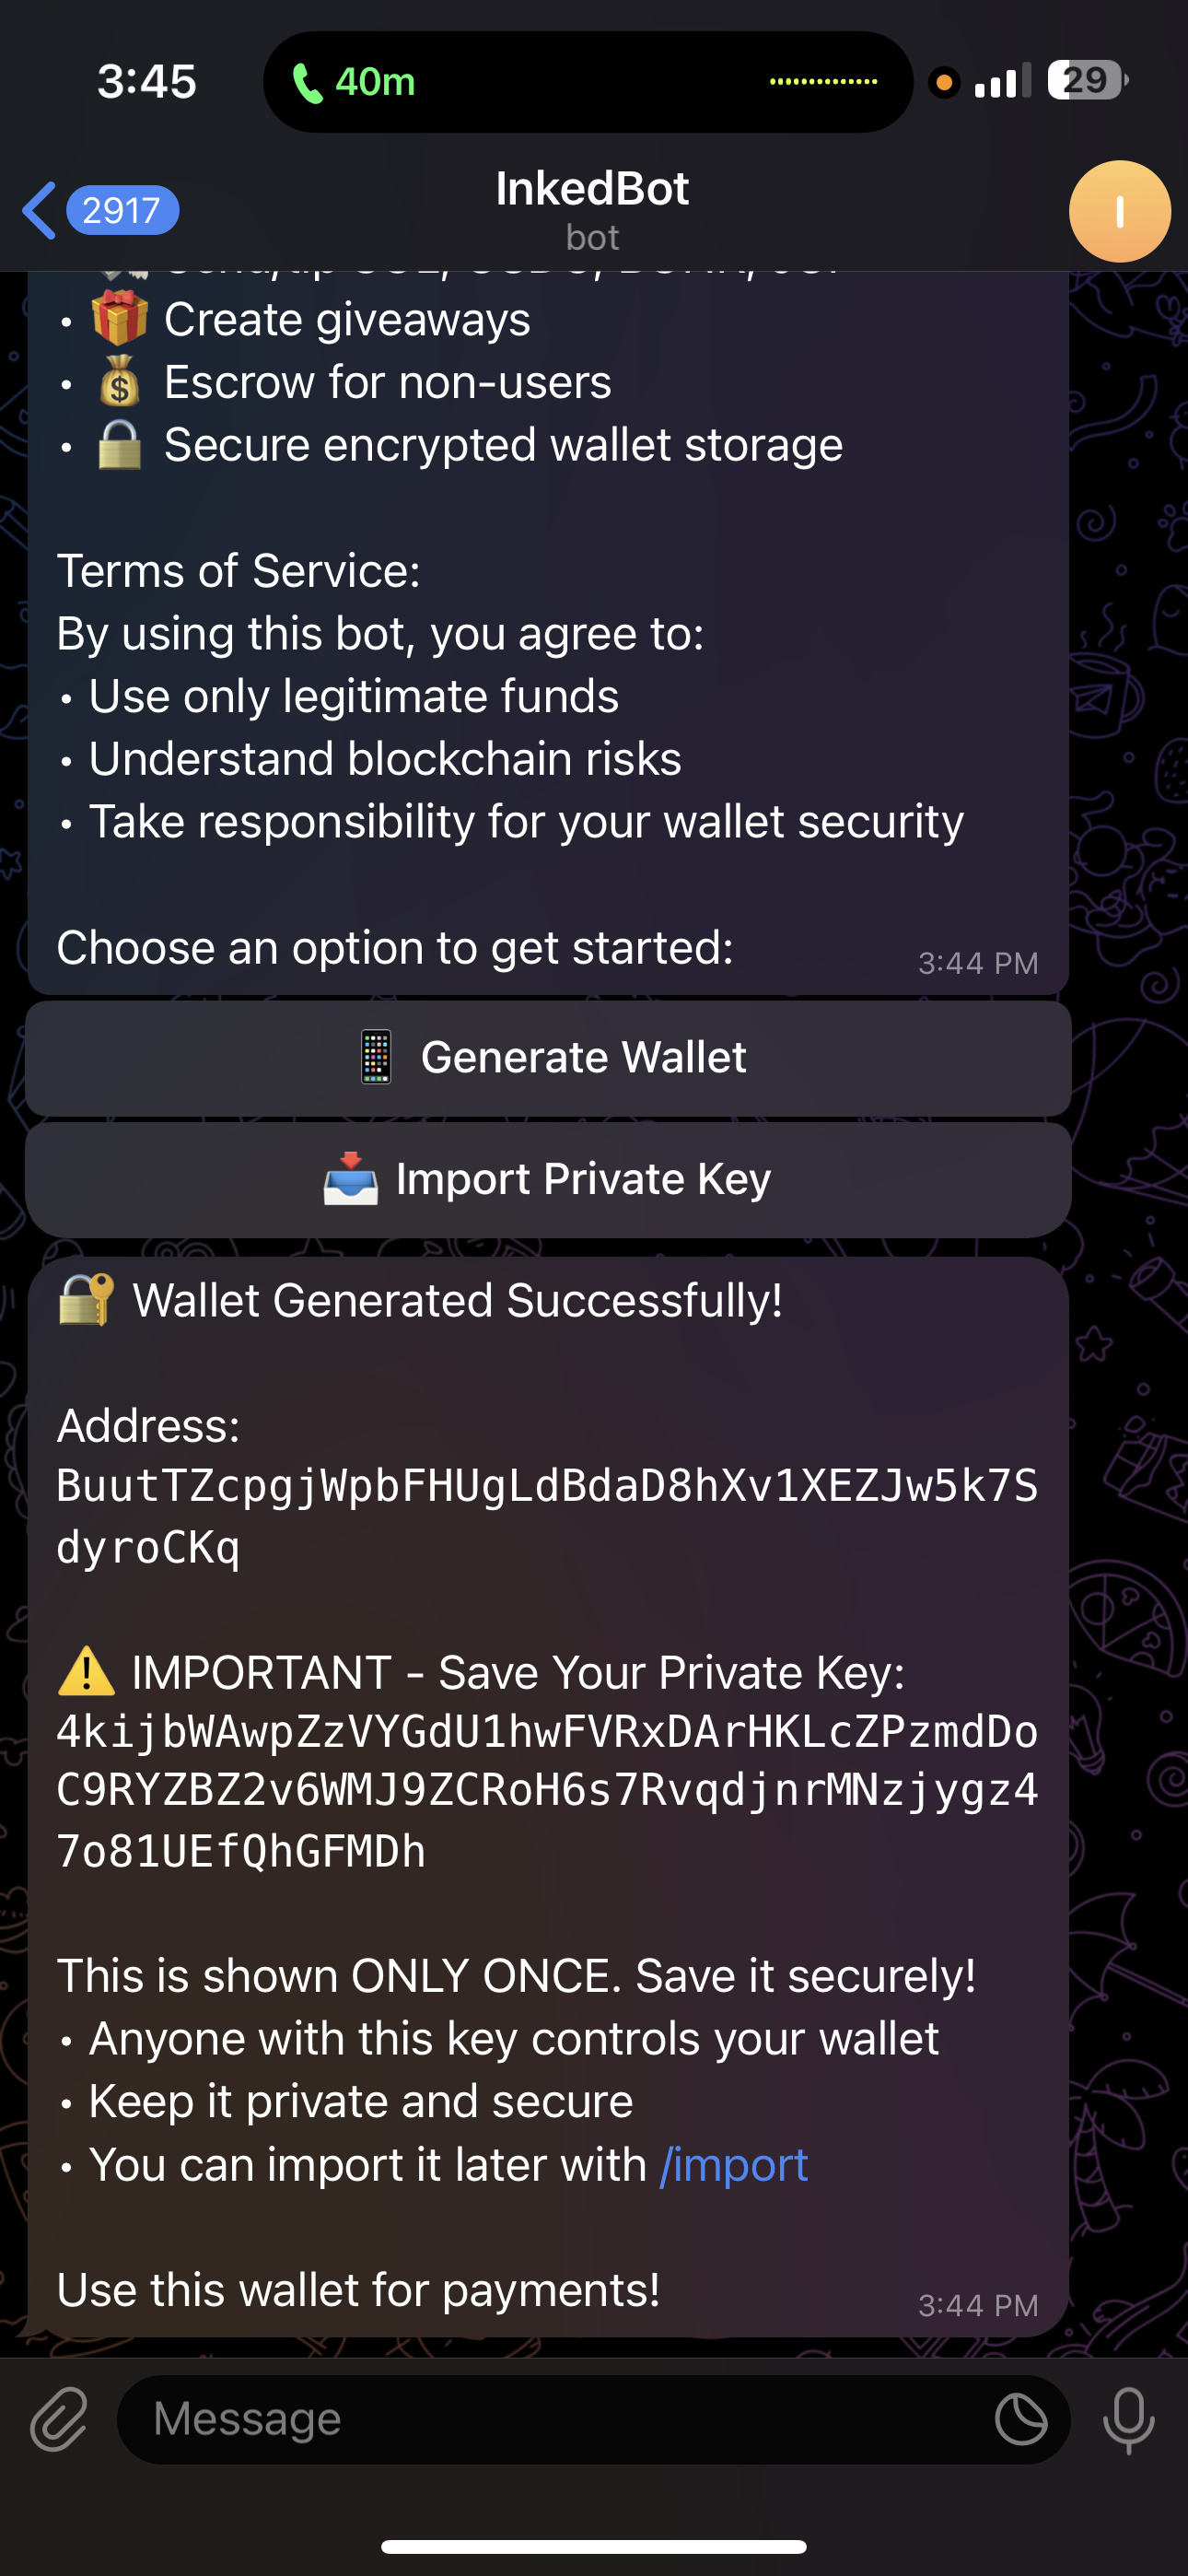 3:45
40m
29
2917
InkedBot
bot
I
• Create giveaways
• Escrow for non-users
• Secure encrypted wallet storage
Terms of Service:
By using this bot, you agree to:
• Use only legitimate funds
• Understand blockchain risks
• Take responsibility for your wallet security
Choose an option to get started:
3:44 PM
Generate Wallet
Import Private Key
Wallet Generated Successfully!
Address:
BuutTZcpgjWpbFHUgLdBdaD8hXv1XEZJw5k7S
dyroCKq
IMPORTANT - Save Your Private Key:
4kijbWAwpZzVYGdU1hwFVRxDArHKLcZPzmdDo
C9RYZBZ2v6WMJ9ZCRoH6s7RvqdjnrMNzjygz4
7o81UEfQhGFMDh
This is shown ONLY ONCE. Save it securely!
• Anyone with this key controls your wallet
• Keep it private and secure
• You can import it later with /import
Use this wallet for payments!
3:44 PM
Message